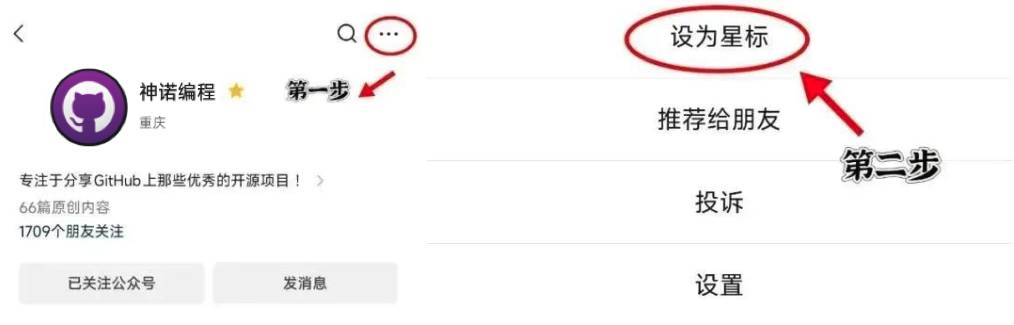 神诺编程
第一步
重庆
专注于分享GitHub上那些优秀的开源项目！
66篇原创内容
1709个朋友关注
已关注公众号
发消息
设为星标
推荐给朋友
第二步
投诉
设置